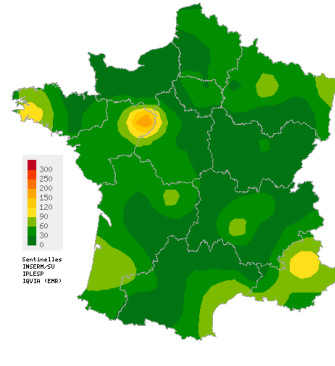 300
250
200
150
120
90
60
30
0
Sentinelles
INSERM/SU
IPLESP
IQVIA (EMR)